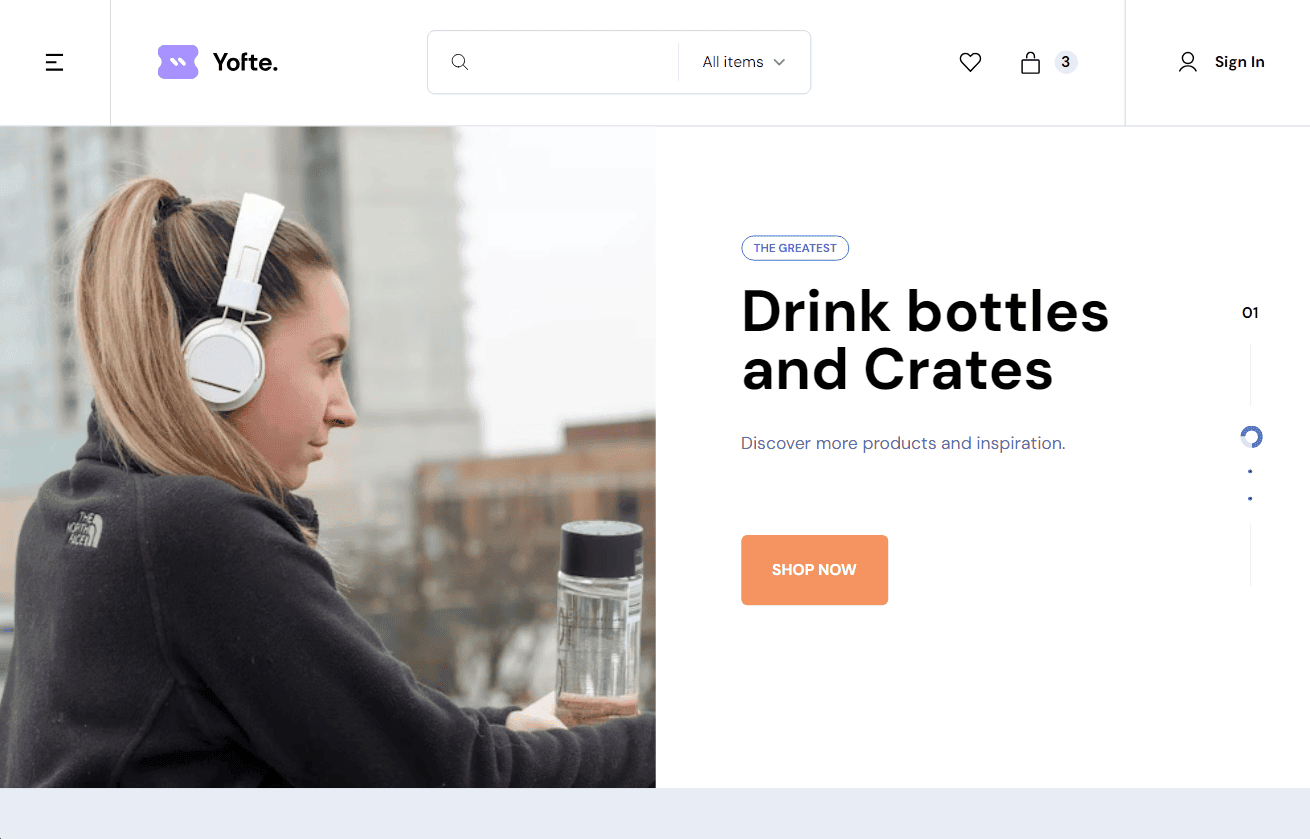 Yofte.
All items
3
Sign In
THE GREATEST
Drink bottles
and Crates
01
Discover more products and inspiration.
SHOP NOW
THE
NORTH
FACE